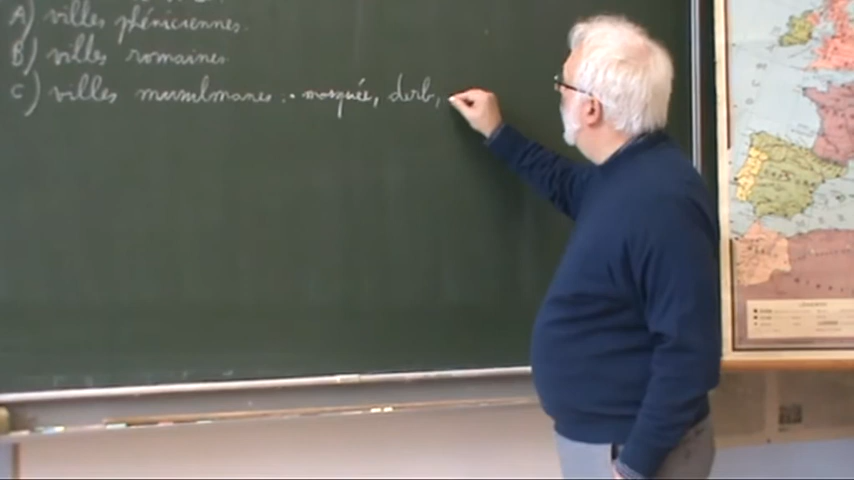 A) villes phéniciennes.
B) villes romaines.
C) villes musulmanes : mosquée, derb,